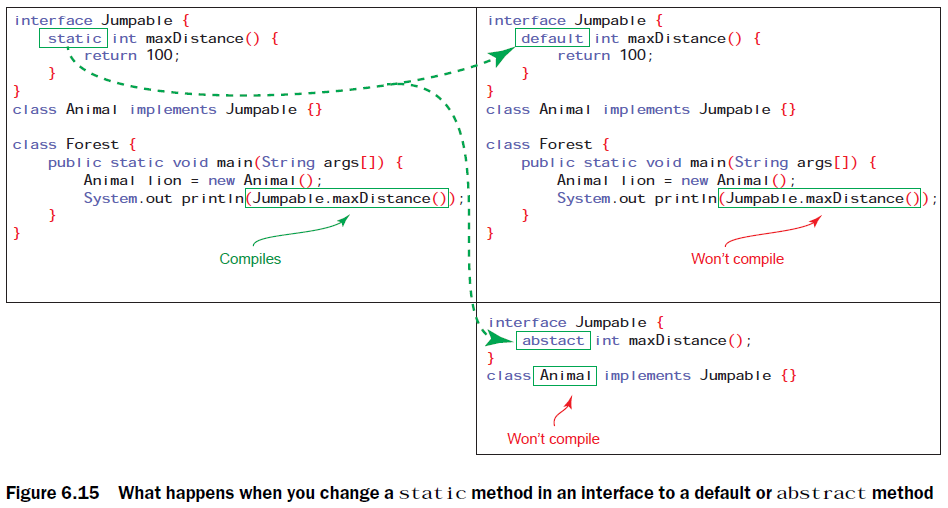 interface Jumpable {
static int maxDistance() {
return 100;
}
}
class Animal implements Jumpable {}
class Forest {
public static void main(String args[]) {
Animal lion = new Animal();
System.out println(Jumpable.maxDistance());
}
}
Compiles
interface Jumpable {
default int maxDistance() {
return 100;
}
}
class Animal implements Jumpable {}
class Forest {
public static void main(String args[]) {
Animal lion = new Animal();
System.out println(Jumpable.maxDistance());
}
}
Won't compile
interface Jumpable {
abstact int maxDistance();
}
class Animal implements Jumpable {}
Won't compile
Figure 6.15 What happens when you change a static method in an interface to a default or abstract method